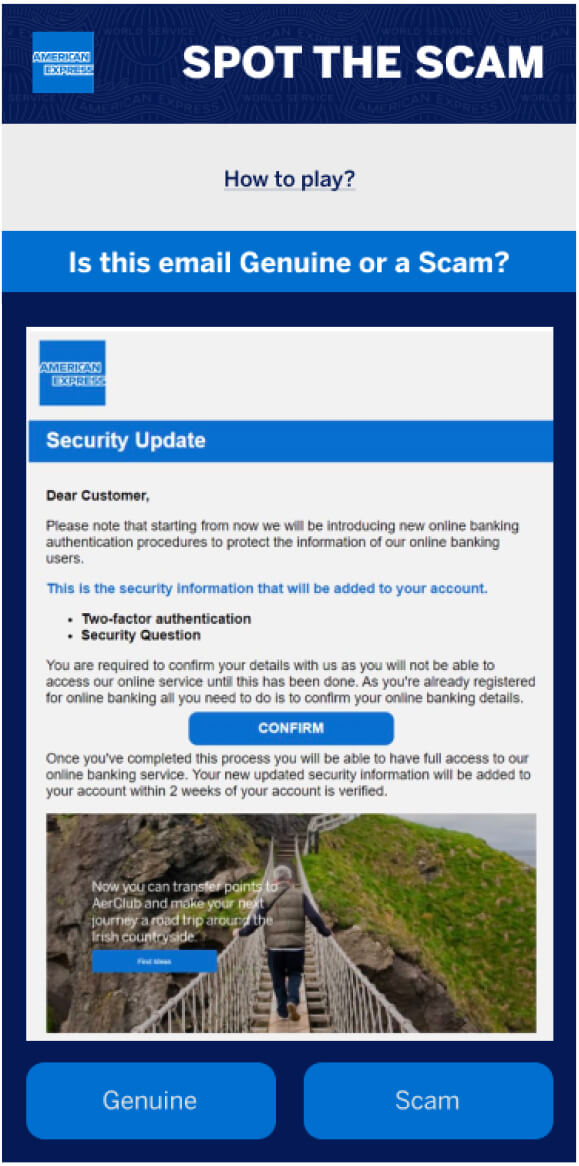 AMERICAN
EXPRESS
SPOT THE SCAM
WORLD SERVICE
AMERICAN EXPRESS
WORLD SERVICE
AMERICAN EXPRESS
How to play?
Is this email Genuine or a Scam?
AMERICAN
EXPRESS
Security Update
Dear Customer,
Please note that starting from now we will be introducing new online banking
authentication procedures to protect the information of our online banking
users.
This is the security information that will be added to your account.
• Two-factor authentication
• Security Question
You are required to confirm your details with us as you will not be able to
access our online service until this has been done. As you're already registered
for online banking all you need to do is to confirm your online banking details.
CONFIRM
Once you've completed this process you will be able to have full access to our
online banking service. Your new updated security information will be added to
your account within 2 weeks of your account is verified.
Now you can transfer points to
AerClub and make your next
journey a road trip around the
Irish countryside.
Find Ideas
Genuine
Scam